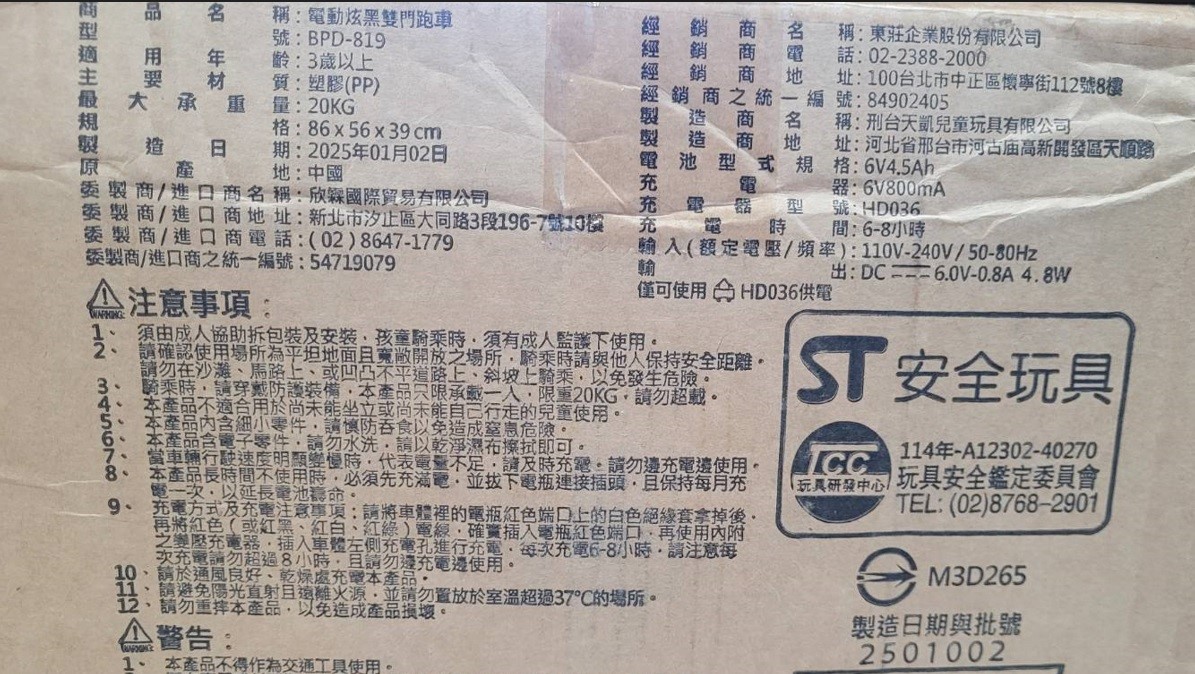 商品名稱：電動炫黑雙門跑車
型號：BPD-819
適用年齡：3歲以上
主要材質：塑膠(PP)
最大承重量：20KG
規格：86 x 56 x 39 cm
製造日期：2025年01月02日
原產地：中國
委製商/進口商名稱：欣霖國際貿易有限公司
委製商/進口商地址：新北市汐止區大同路3段196-7號10樓
委製商/進口商電話：(02) 8647-1779
委製商/進口商之統一編號：54719079
經銷商名稱：東莊企業股份有限公司
經銷商電話：02-2388-2000
經銷商地址：100台北市中正區懷寧街112號8樓
經銷商之統一編號：84902405
製造商名稱：刑台天凱兒童玩具有限公司
製造商地址：河北省邢台市河古庙高新開發區天順路
電池型式規格：6V4.5Ah
充電器：6V800mA
充電器型號：HD036
充電時間：6-8小時
輸入(額定電壓/頻率)：110V-240V / 50-80Hz
輸出：DC ⎓ 6.0V-0.8A 4.8W
僅可使用 HD036供電
WARNING 注意事項：
1、須由成人協助拆包裝及安裝，孩童騎乘時，須有成人監護下使用。
2、請確認使用場所為平坦地面且寬敞開放之場所，騎乘時請與他人保持安全距離。
請勿在沙灘、馬路上、或凹凸不平道路上、斜坡上騎乘，以免發生危險。
3、騎乘時，請穿戴防護裝備，本產品只限承載一人，限重20KG，請勿超載。
4、本產品不適合用於尚未能坐立或尚未能自己行走的兒童使用。
5、本產品內含細小零件，請慎防吞食以免造成窒息危險。
6、本產品含電子零件，請勿水洗，請以乾淨濕布擦拭即可。
7、當車輛行駛速度明顯變慢時，代表電量不足，請及時充電。請勿邊充電邊使用。
8、本產品長時間不使用時，必須先充滿電，並拔下電瓶連接插頭，且保持每月充
電一次，以延長電池壽命。
9、充電方式及充電注意事項：請將車體裡的電瓶紅色端口上的白色絕緣套拿掉後，
再將紅色(或紅黑、紅白、紅綠)電線，確實插入電瓶紅色端口，再使用內附
之變壓充電器，插入車體左側充電孔進行充電，每次充電6-8小時，請注意每
次充電請勿超過8小時，且請勿邊充電邊使用。
10、請於通風良好、乾燥處充電本產品。
11、請避免陽光直射且遠離火源，並請勿置放於室溫超過37°C的場所。
12、請勿重摔本產品，以免造成產品損壞。
WARNING 警告：
1、本產品不得作為交通工具使用。
ST 安全玩具
TCC
玩具研發中心
114年-A12302-40270
玩具安全鑑定委員會
TEL: (02)8768-2901
M3D265
製造日期與批號
2501002